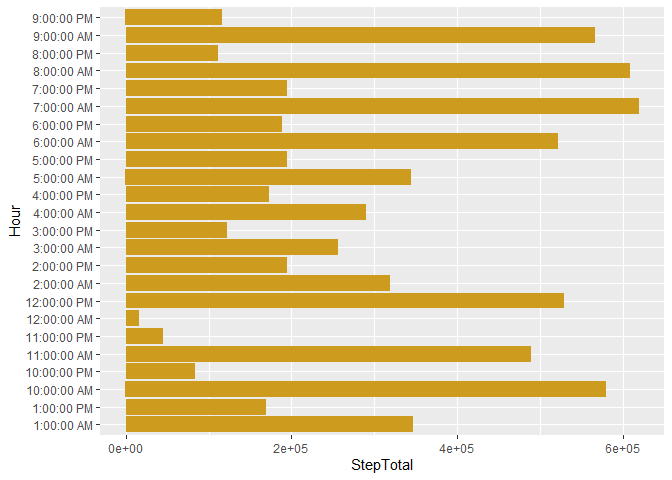 9:00:00 PM
9:00:00 AM
8:00:00 PM
8:00:00 AM
7:00:00 PM
7:00:00 AM
6:00:00 PM
6:00:00 AM
5:00:00 PM
5:00:00 AM
4:00:00 PM
4:00:00 AM
3:00:00 PM
3:00:00 AM
2:00:00 PM
2:00:00 AM
12:00:00 PM
12:00:00 AM
11:00:00 PM
11:00:00 AM
10:00:00 PM
10:00:00 AM
1:00:00 PM
1:00:00 AM
Hour
0e+00 2e+05 4e+05 6e+05
StepTotal